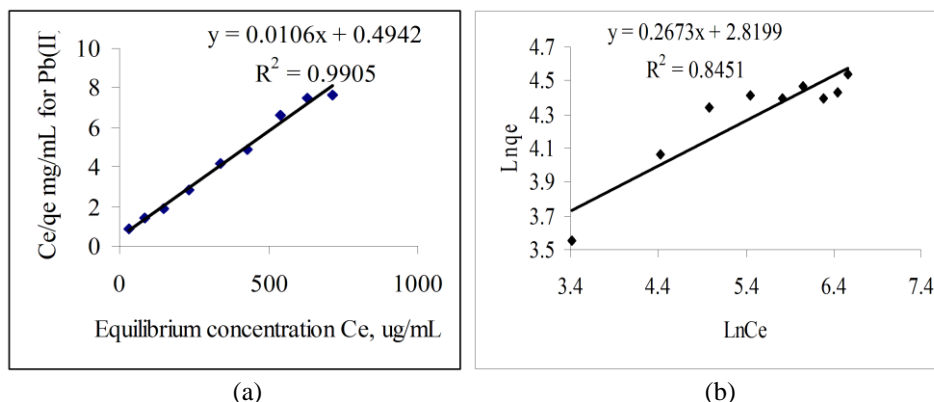 y = 0.0106x + 0.4942
R² = 0.9905
Ce/qe mg/mL for Pb(II)
10
8
6
4
2
0
0 500 1000
Equilibrium concentration Ce, ug/mL
(a)
y = 0.2673x + 2.8199
R² = 0.8451
Lnqe
4.7
4.5
4.3
4.1
3.9
3.7
3.5
3.4 4.4 5.4 6.4 7.4
LnCe
(b)